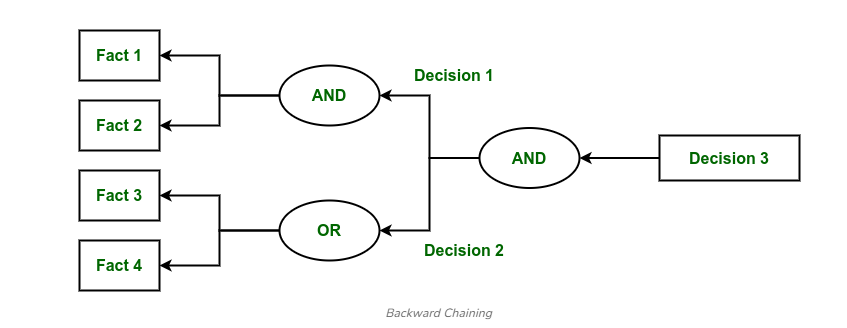 Fact 1
Fact 2
Fact 3
Fact 4
AND
OR
Decision 1
Decision 2
AND
Decision 3
Backward Chaining